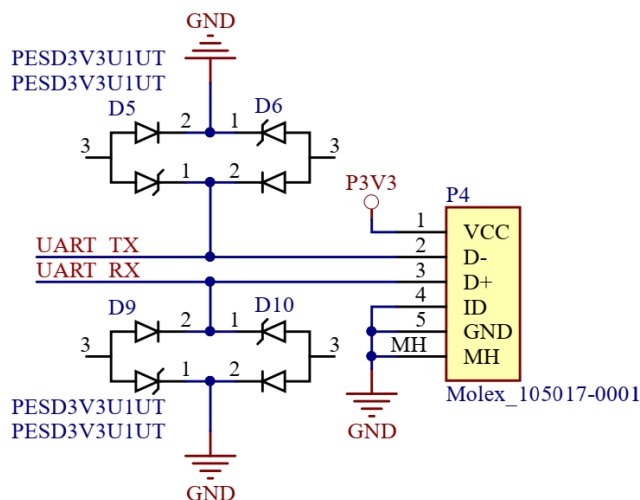 GND
PESD3V3U1UT
PESD3V3U1UT
D5 D6
3 2 1 3
1 2
P3V3
P4
1 VCC
UART_TX 2 D-
UART_RX 3 D+
4 ID
5 GND
MH MH
Molex_105017-0001
GND
D9 D10
3 2 1 3
1 2
PESD3V3U1UT
PESD3V3U1UT
GND